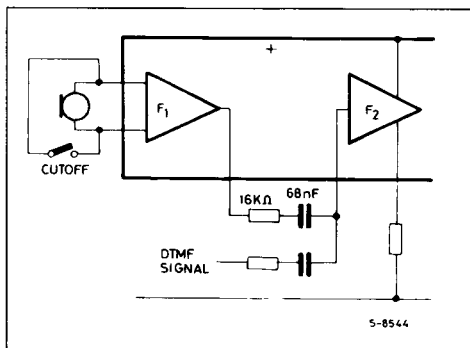 +
F1
F2
CUTOFF
16KΩ
68nF
DTMF
SIGNAL
S-8544